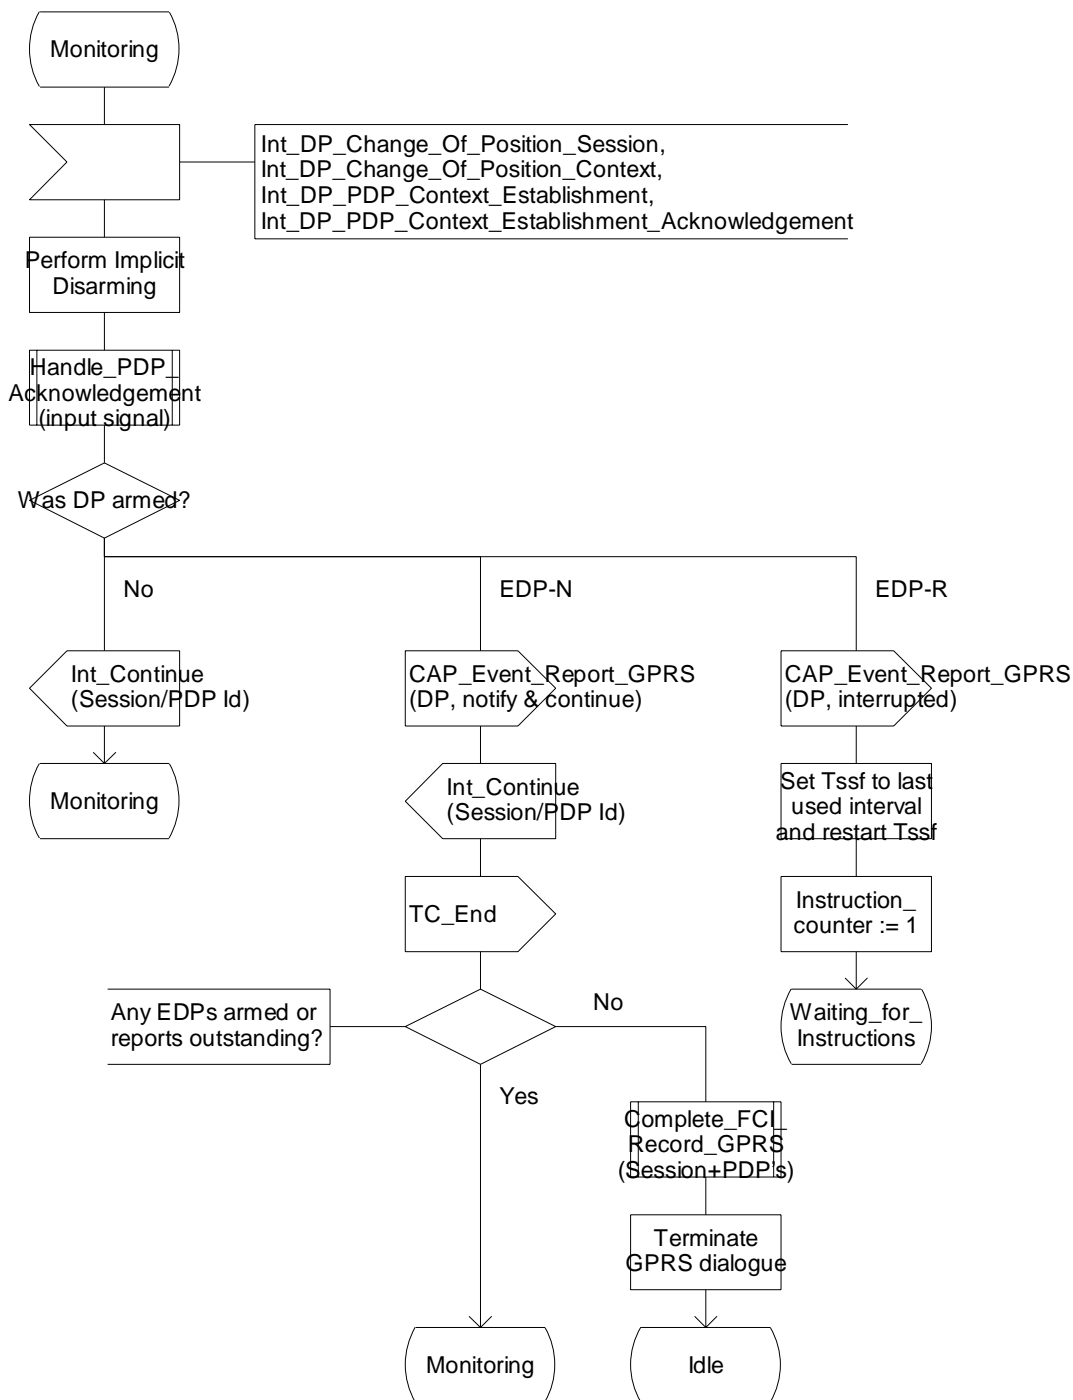 Monitoring
Int_DP_Change_Of_Position_Session,
Int_DP_Change_Of_Position_Context,
Int_DP_PDP_Context_Establishment,
Int_DP_PDP_Context_Establishment_Acknowledgement
Perform Implicit
Disarming
Handle_PDP_
Acknowledgement
(input signal)
Was DP armed?
No
EDP-N
EDP-R
Int_Continue
(Session/PDP Id)
CAP_Event_Report_GPRS
(DP, notify & continue)
CAP_Event_Report_GPRS
(DP, interrupted)
Monitoring
Int_Continue
(Session/PDP Id)
Set Tssf to last
used interval
and restart Tssf
TC_End
Instruction_
counter := 1
Any EDPs armed or
reports outstanding?
No
Waiting_for_
Instructions
Yes
Complete_FCI_
Record_GPRS
(Session+PDP's)
Terminate
GPRS dialogue
Monitoring
Idle